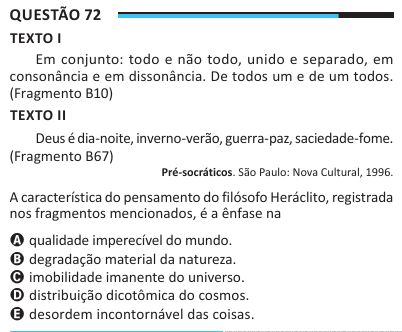 QUESTÃO 72
TEXTO I
Em conjunto: todo e não todo, unido e separado, em
consonância e em dissonância. De todos um e de um todos.
(Fragmento B10)
TEXTO II
Deus é dia-noite, inverno-verão, guerra-paz, saciedade-fome.
(Fragmento B67)
Pré-socráticos. São Paulo: Nova Cultural, 1996.
A característica do pensamento do filósofo Heráclito, registrada
nos fragmentos mencionados, é a ênfase na
A qualidade imperecível do mundo.
B degradação material da natureza.
C imobilidade imanente do universo.
D distribuição dicotômica do cosmos.
E desordem incontornável das coisas.